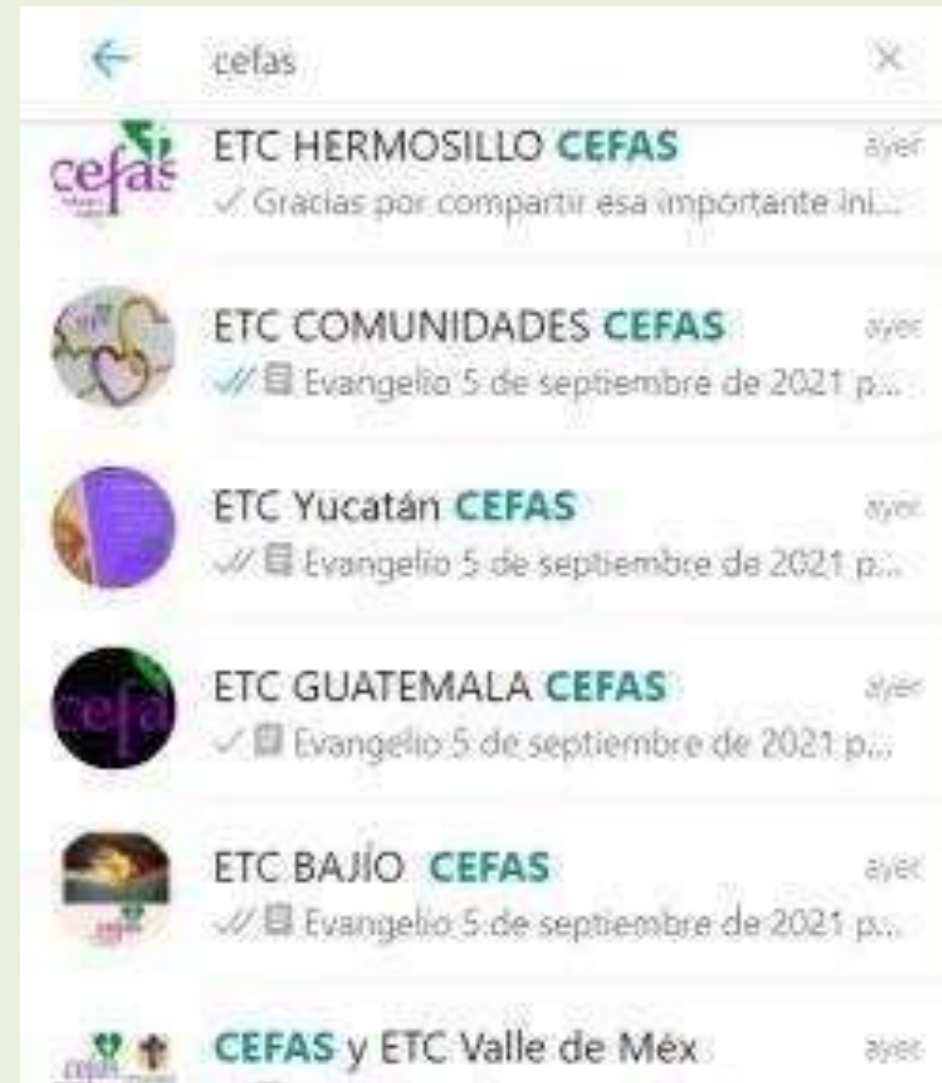 cefas
ETC HERMOSILLO CEFAS ayer
cefas
Gracias por compartir esa importante ini...
ETC COMUNIDADES CEFAS ayer
Evangelio 5 de septiembre de 2021 p...
ETC Yucatán CEFAS ayer
Evangelio 5 de septiembre de 2021 p...
ETC GUATEMALA CEFAS ayer
cefa
Evangelio 5 de septiembre de 2021 p...
ETC BAJÍO CEFAS ayer
Evangelio 5 de septiembre de 2021 p...
CEFAS y ETC Valle de Méx ayer
cefas